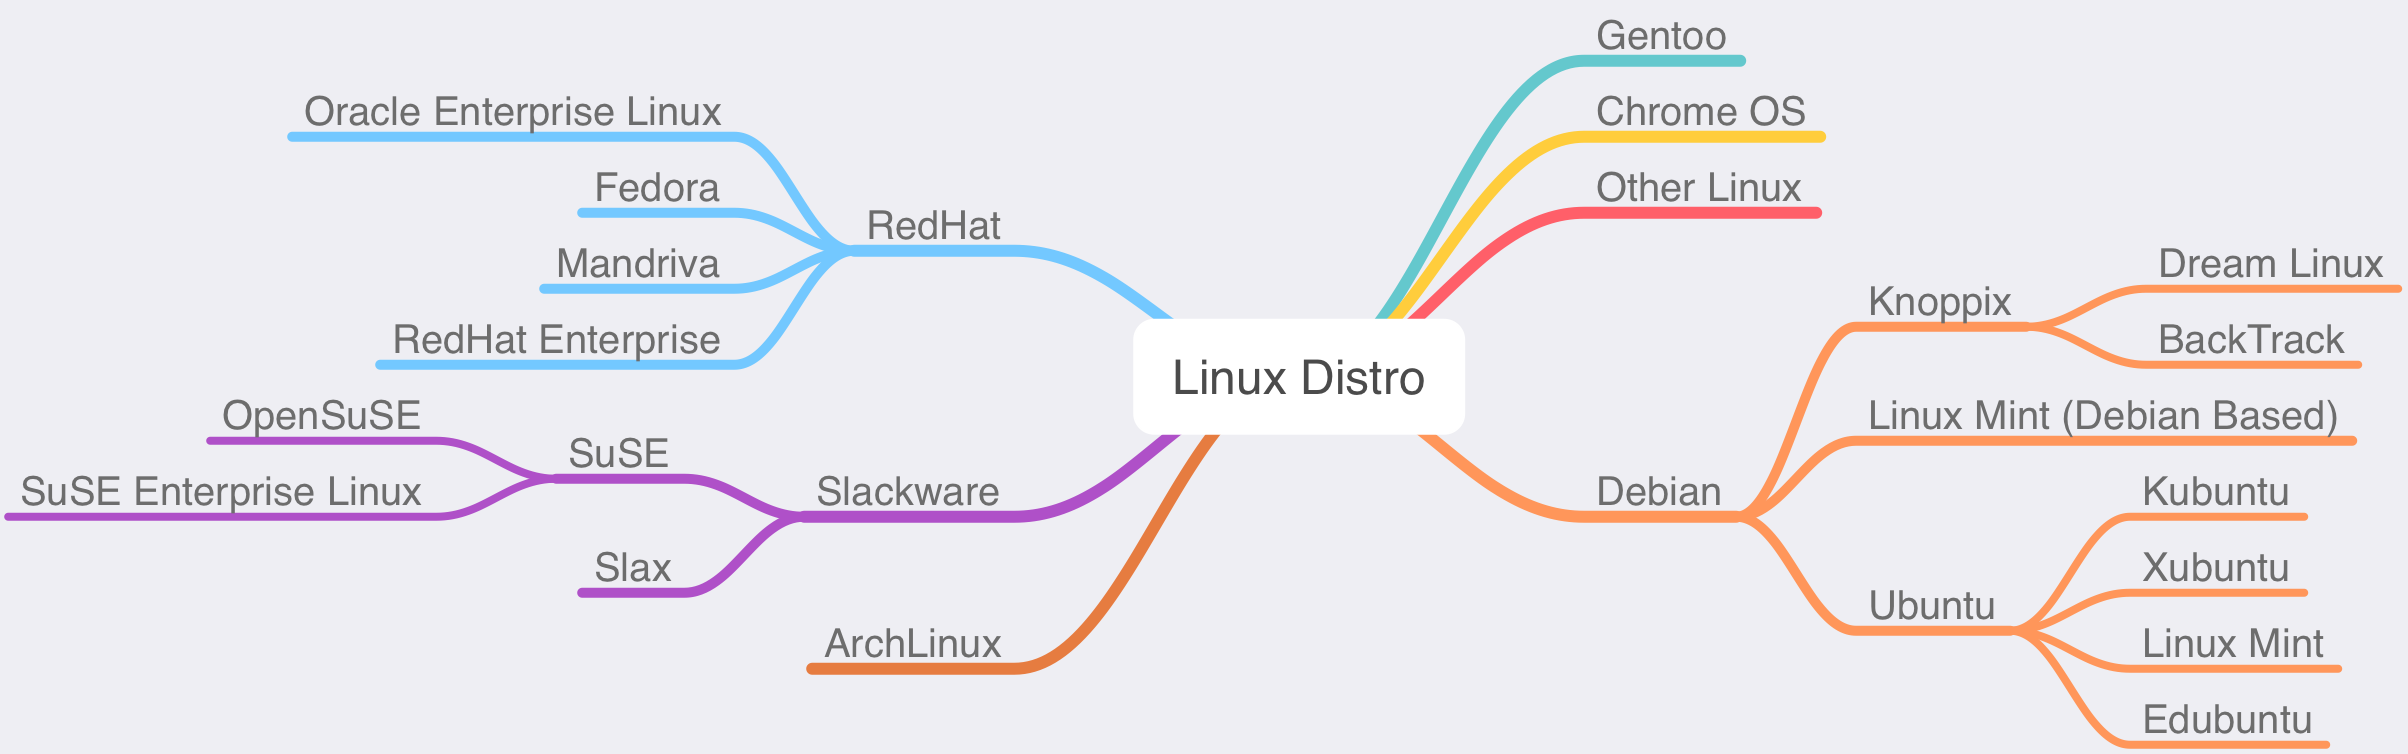 Linux Distro
Gentoo
Chrome OS
Other Linux
Debian
Knoppix
Dream Linux
BackTrack
Linux Mint (Debian Based)
Ubuntu
Kubuntu
Xubuntu
Linux Mint
Edubuntu
RedHat
Oracle Enterprise Linux
Fedora
Mandriva
RedHat Enterprise
Slackware
SuSE
OpenSuSE
SuSE Enterprise Linux
Slax
ArchLinux